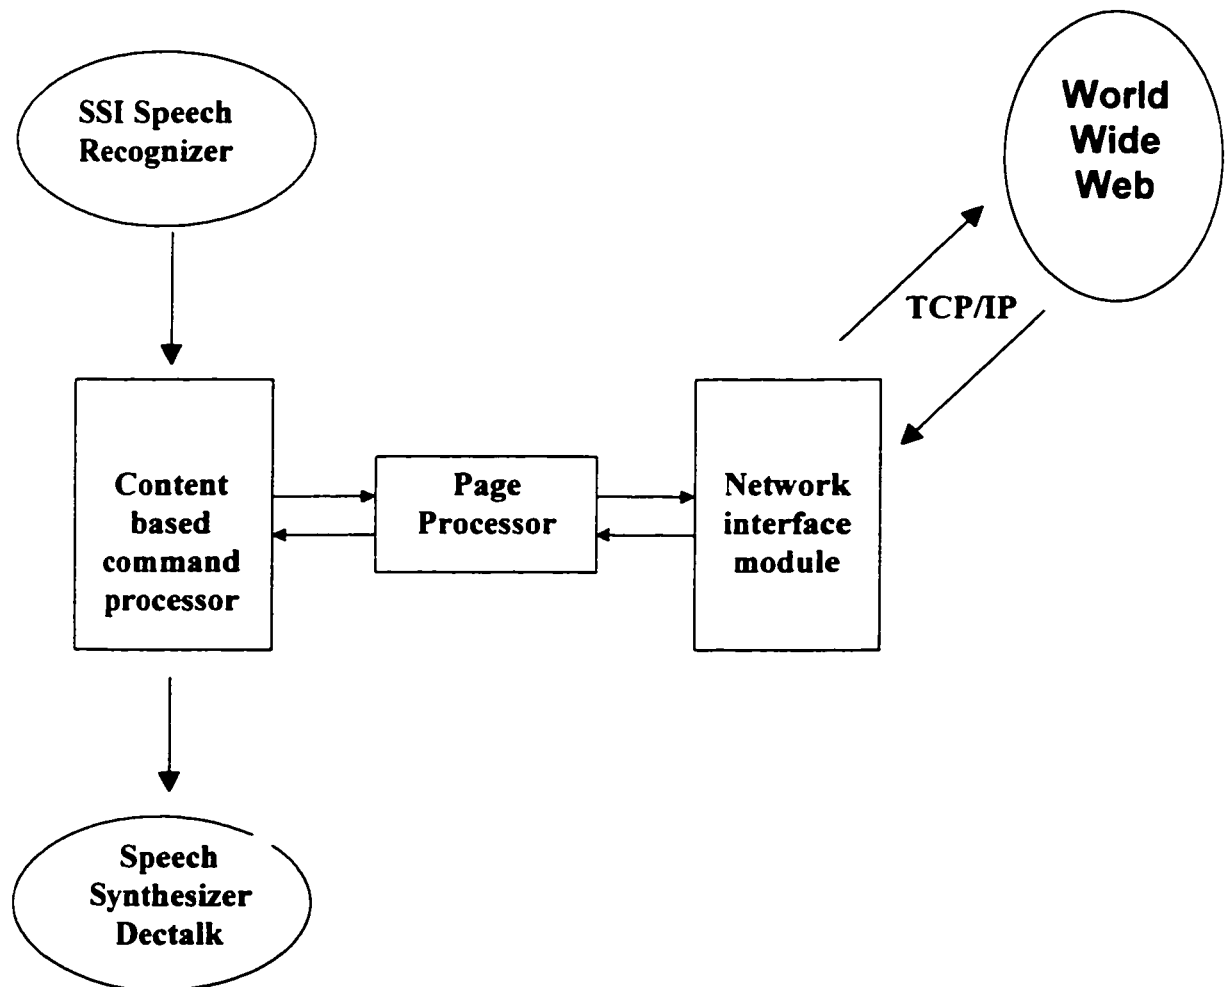 SSI Speech
Recognizer
World
Wide
Web
TCP/IP
Content
based
command
processor
Page
Processor
Network
interface
module
Speech
Synthesizer
Dectalk